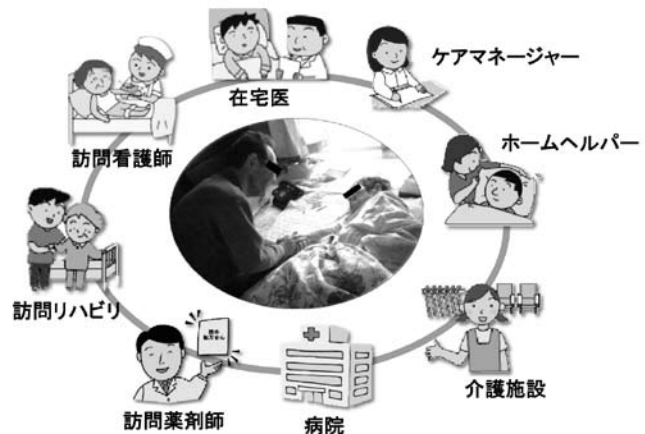 在宅医
ケアマネージャー
訪問看護師
ホームヘルパー
訪問リハビリ
介護施設
訪問薬剤師
病院